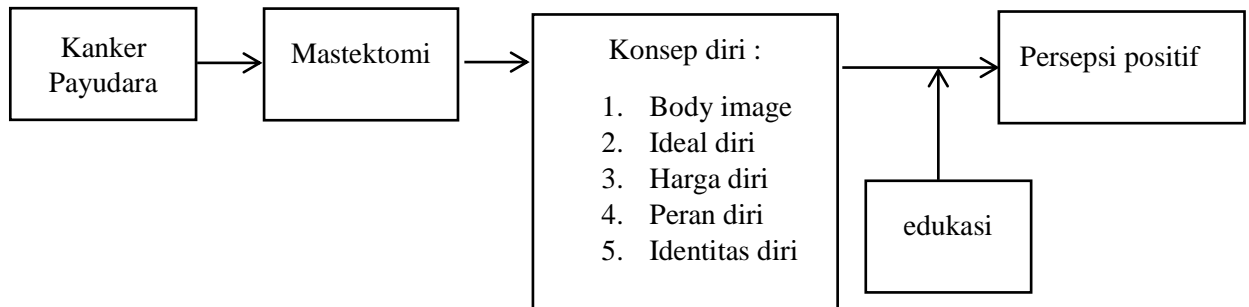 Kanker
Payudara
Mastektomi
Konsep diri :
1. Body image
2. Ideal diri
3. Harga diri
4. Peran diri
5. Identitas diri
Persepsi positif
edukasi